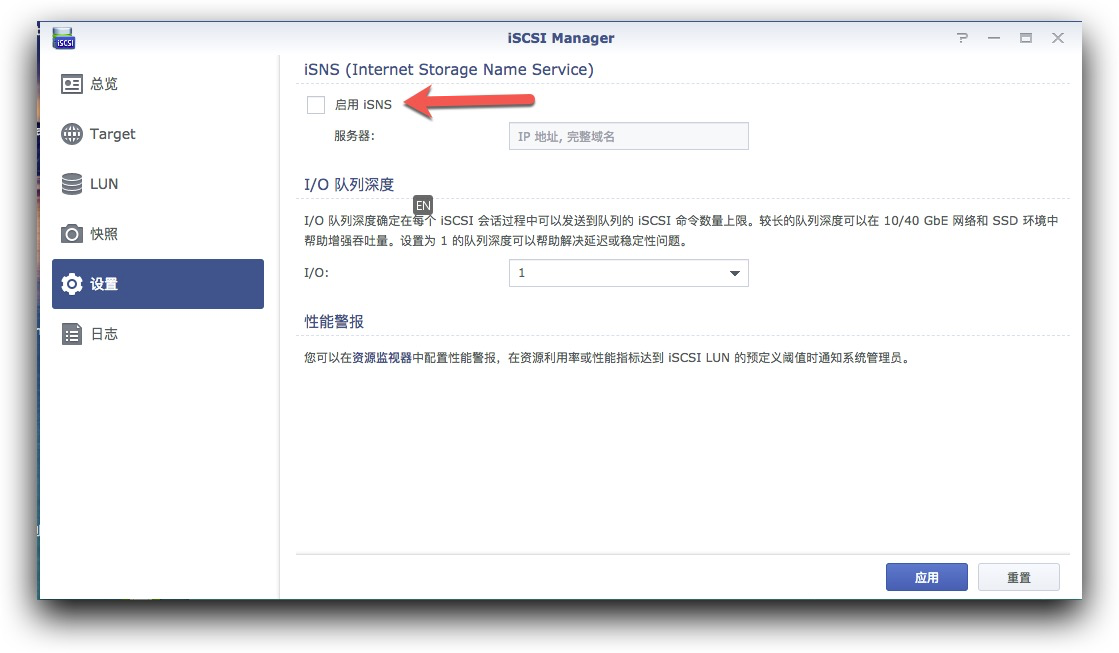 iSCSI
iSCSI Manager
总览
Target
LUN
快照
设置
日志
iSNS (Internet Storage Name Service)
启用 iSNS
服务器:
IP 地址, 完整域名
I/O 队列深度
EN
I/O 队列深度确定在每个 iSCSI 会话过程中可以发送到队列的 iSCSI 命令数量上限。较长的队列深度可以在 10/40 GbE 网络和 SSD 环境中
帮助增强吞吐量。设置为 1 的队列深度可以帮助解决延迟或稳定性问题。
I/O:
1
性能警报
您可以在资源监视器中配置性能警报，在资源利用率或性能指标达到 iSCSI LUN 的预定义阈值时通知系统管理员。
应用
重置